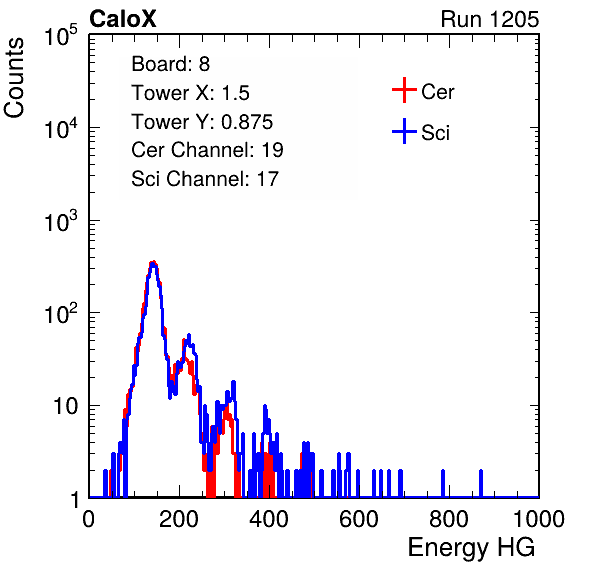 CaloX Run 1205
Counts
Board: 8
Tower X: 1.5
Tower Y: 0.875
Cer Channel: 19
Sci Channel: 17
Cer
Sci
10^5
10^4
10^3
10^2
10
1
0 200 400 600 800 1000
Energy HG